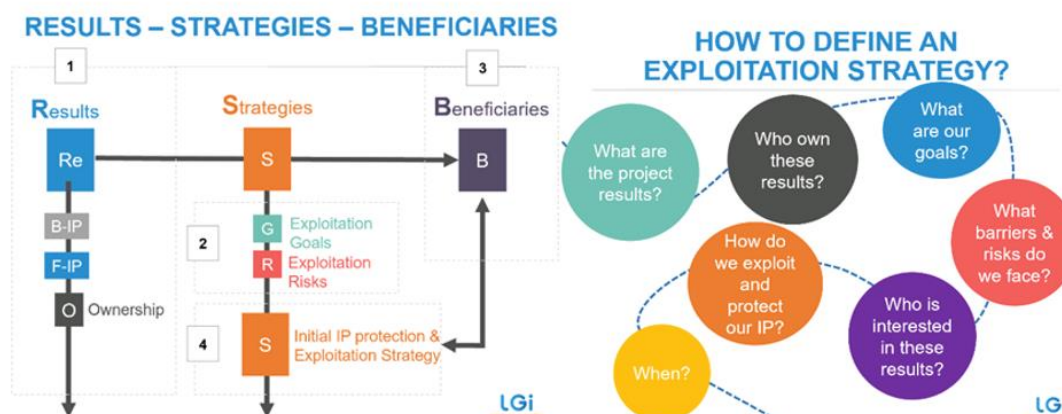 RESULTS – STRATEGIES – BENEFICIARIES
1
3
Results
Strategies
Beneficiaries
Re
S
B
B-IP
2
G
Exploitation
Goals
F-IP
R
Exploitation
Risks
O
Ownership
4
S
Initial IP protection &
Exploitation Strategy
LGi
HOW TO DEFINE AN
EXPLOITATION STRATEGY?
What are
the project
results?
Who own
these
results?
What
are our
goals?
What
barriers &
risks do
we face?
Who is
interested
in these
results?
How do
we exploit
and
protect
our IP?
When?
LG